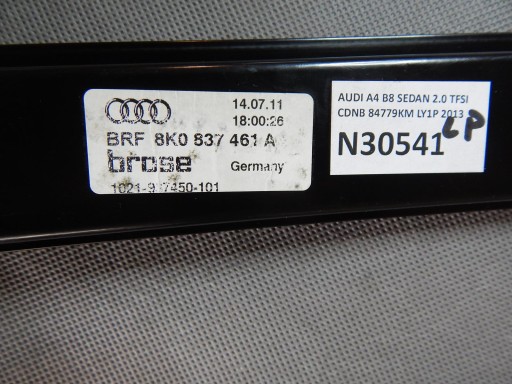 14.07.11
18:00:26
BRF 8K0 837 461 A
brose Germany
AUDI A4 B8 SEDAN 2.0 TFSI
CDNB 84779KM LY1P 2013
N30541
LP